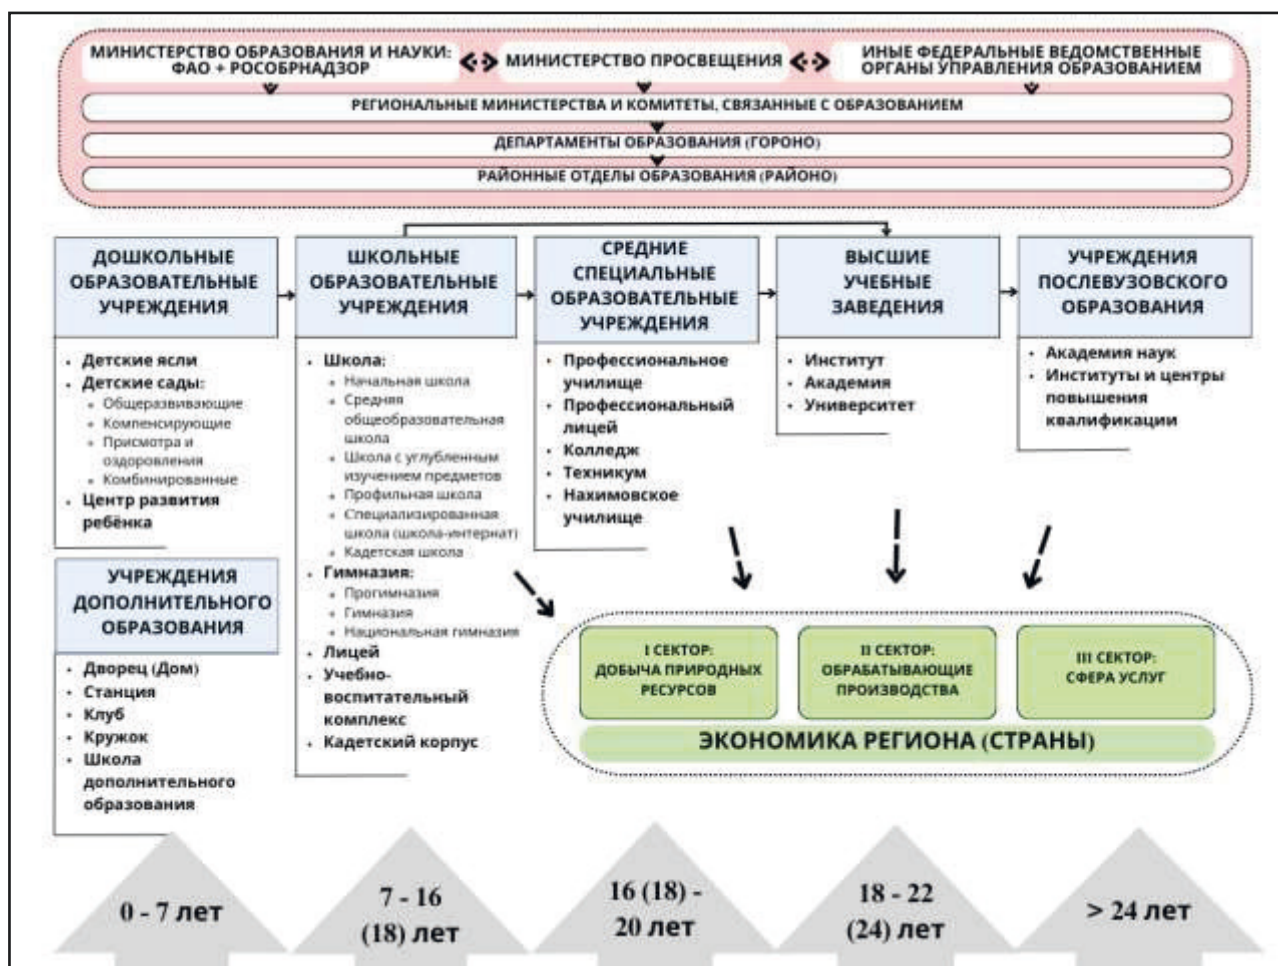 МИНИСТЕРСТВО ОБРАЗОВАНИЯ И НАУКИ:
ФАО + РОСОБРНАДЗОР
МИНИСТЕРСТВО ПРОСВЕЩЕНИЯ
ИНЫЕ ФЕДЕРАЛЬНЫЕ ВЕДОМСТВЕННЫЕ
ОРГАНЫ УПРАВЛЕНИЯ ОБРАЗОВАНИЕМ
РЕГИОНАЛЬНЫЕ МИНИСТЕРСТВА И КОМИТЕТЫ, СВЯЗАННЫЕ С ОБРАЗОВАНИЕМ
ДЕПАРТАМЕНТЫ ОБРАЗОВАНИЯ (ГОРОНО)
РАЙОННЫЕ ОТДЕЛЫ ОБРАЗОВАНИЯ (РАЙОНО)
ДОШКОЛЬНЫЕ
ОБРАЗОВАТЕЛЬНЫЕ
УЧРЕЖДЕНИЯ
• Детские ясли
• Детские сады:
• Общеразвивающие
• Компенсирующие
• Присмотра и
оздоровления
• Комбинированные
• Центр развития
ребёнка
УЧРЕЖДЕНИЯ
ДОПОЛНИТЕЛЬНОГО
ОБРАЗОВАНИЯ
• Дворец (Дом)
• Станция
• Клуб
• Кружок
• Школа
дополнительного
образования
ШКОЛЬНЫЕ
ОБРАЗОВАТЕЛЬНЫЕ
УЧРЕЖДЕНИЯ
• Школа:
• Начальная школа
• Средняя
общеобразовательная
школа
• Школа с углубленным
изучением предметов
• Профильная школа
• Специализированная
школа (школа-интернат)
• Кадетская школа
• Гимназия:
• Прогимназия
• Гимназия
• Национальная гимназия
• Лицей
• Учебно-
воспитательный
комплекс
• Кадетский корпус
СРЕДНИЕ
СПЕЦИАЛЬНЫЕ
ОБРАЗОВАТЕЛЬНЫЕ
УЧРЕЖДЕНИЯ
• Профессиональное
училище
• Профессиональный
лицей
• Колледж
• Техникум
• Нахимовское
училище
ВЫСШИЕ
УЧЕБНЫЕ
ЗАВЕДЕНИЯ
• Институт
• Академия
• Университет
УЧРЕЖДЕНИЯ
ПОСЛЕВУЗОВСКОГО
ОБРАЗОВАНИЯ
• Академия наук
• Институты и центры
повышения
квалификации
I СЕКТОР:
ДОБЫЧА ПРИРОДНЫХ
РЕСУРСОВ
II СЕКТОР:
ОБРАБАТЫВАЮЩИЕ
ПРОИЗВОДСТВА
III СЕКТОР:
СФЕРА УСЛУГ
ЭКОНОМИКА РЕГИОНА (СТРАНЫ)
0 - 7 лет
7 - 16
(18) лет
16 (18) -
20 лет
18 - 22
(24) лет
> 24 лет